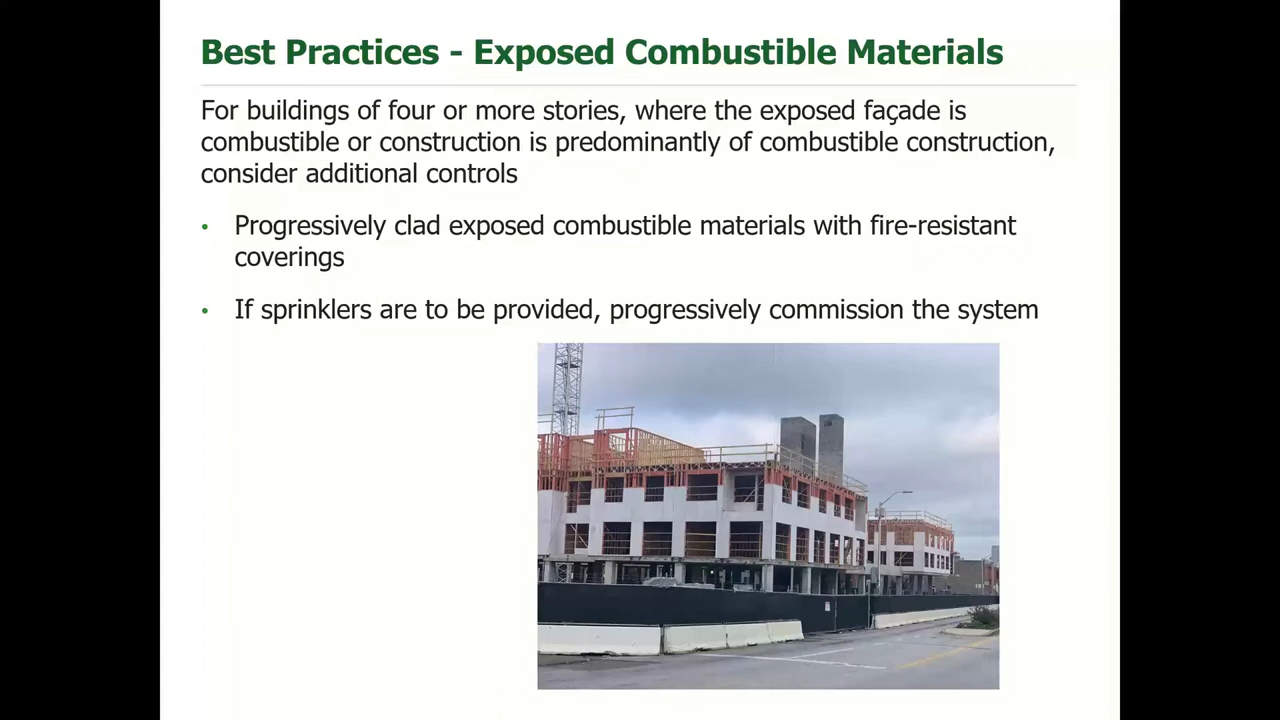 Best Practices - Exposed Combustible Materials
For buildings of four or more stories, where the exposed façade is
combustible or construction is predominantly of combustible construction,
consider additional controls
• Progressively clad exposed combustible materials with fire-resistant
coverings
• If sprinklers are to be provided, progressively commission the system